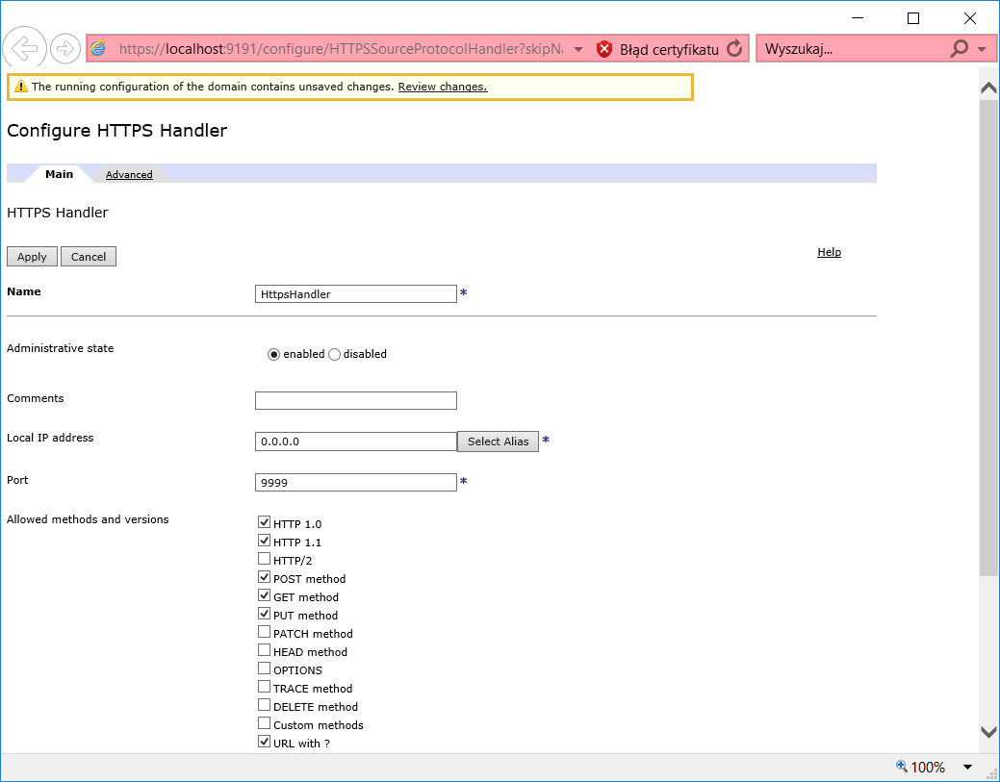 https://localhost:9191/configure/HTTPSSourceProtocolHandler?skipNa
Błąd certyfikatu
Wyszukaj...
The running configuration of the domain contains unsaved changes. Review changes.
Configure HTTPS Handler
Main Advanced
HTTPS Handler
Apply Cancel Help
Name HttpsHandler *
Administrative state enabled disabled
Comments
Local IP address 0.0.0.0 Select Alias *
Port 9999 *
Allowed methods and versions
HTTP 1.0
HTTP 1.1
HTTP/2
POST method
GET method
PUT method
PATCH method
HEAD method
OPTIONS
TRACE method
DELETE method
Custom methods
URL with ?
100%